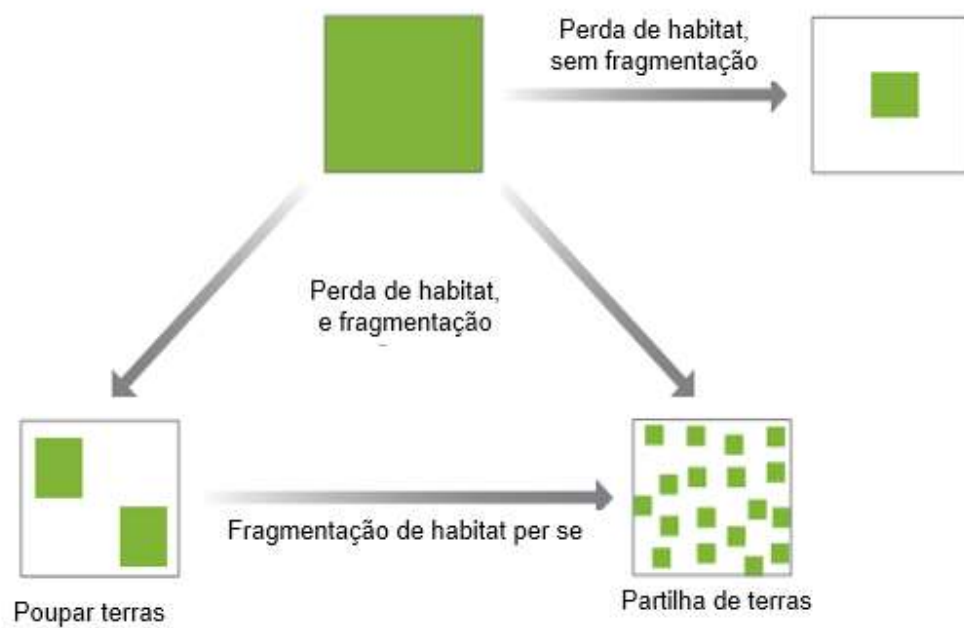 Perda de habitat,
sem fragmentação
Perda de habitat,
e fragmentação
Fragmentação de habitat per se
Poupar terras
Partilha de terras